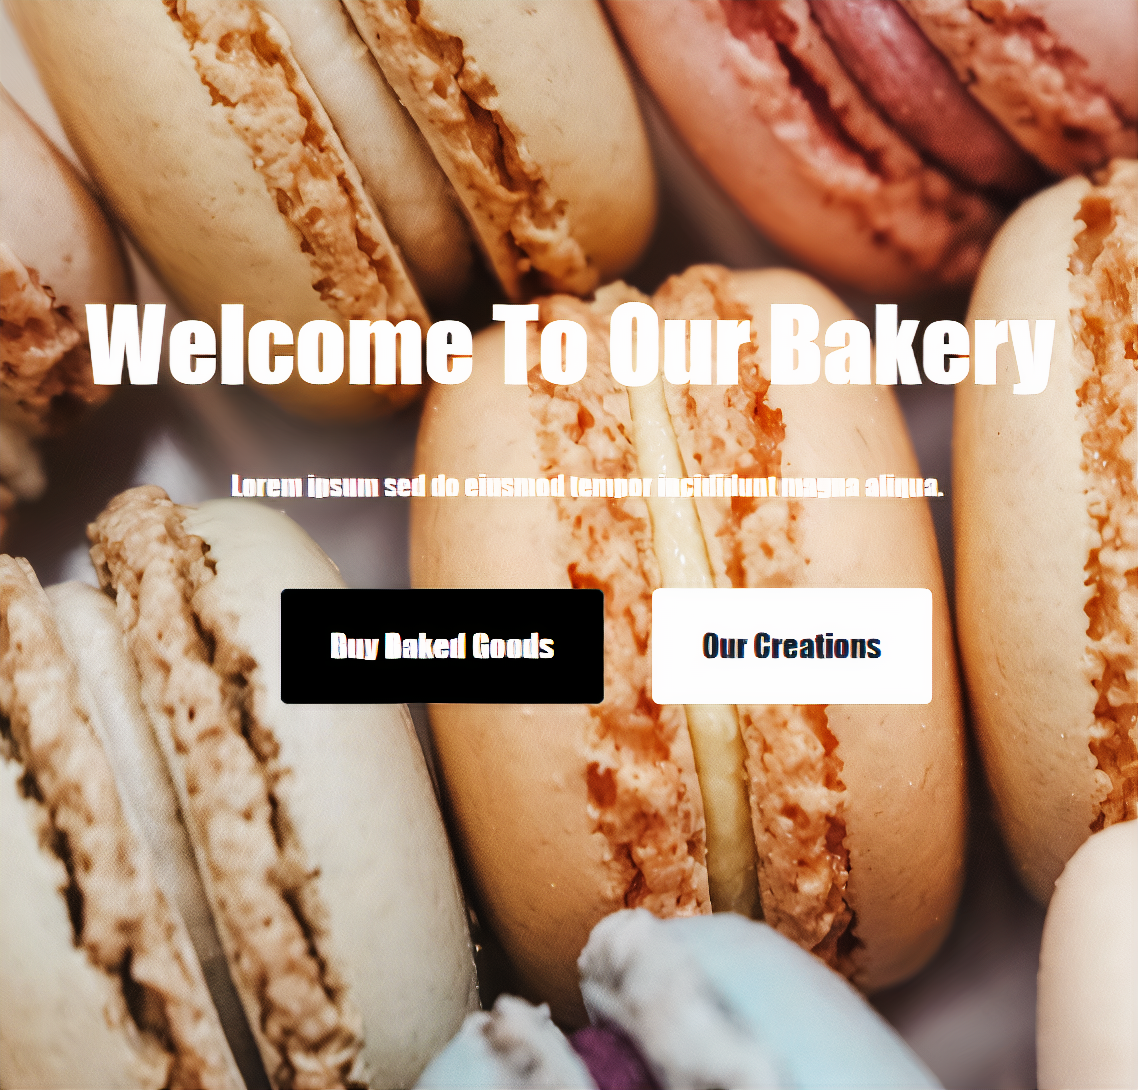 Welcome To Our Bakery
Lorem ipsum sed do eiusmod tempor incididunt magna aliqua.
Buy Baked Goods
Our Creations